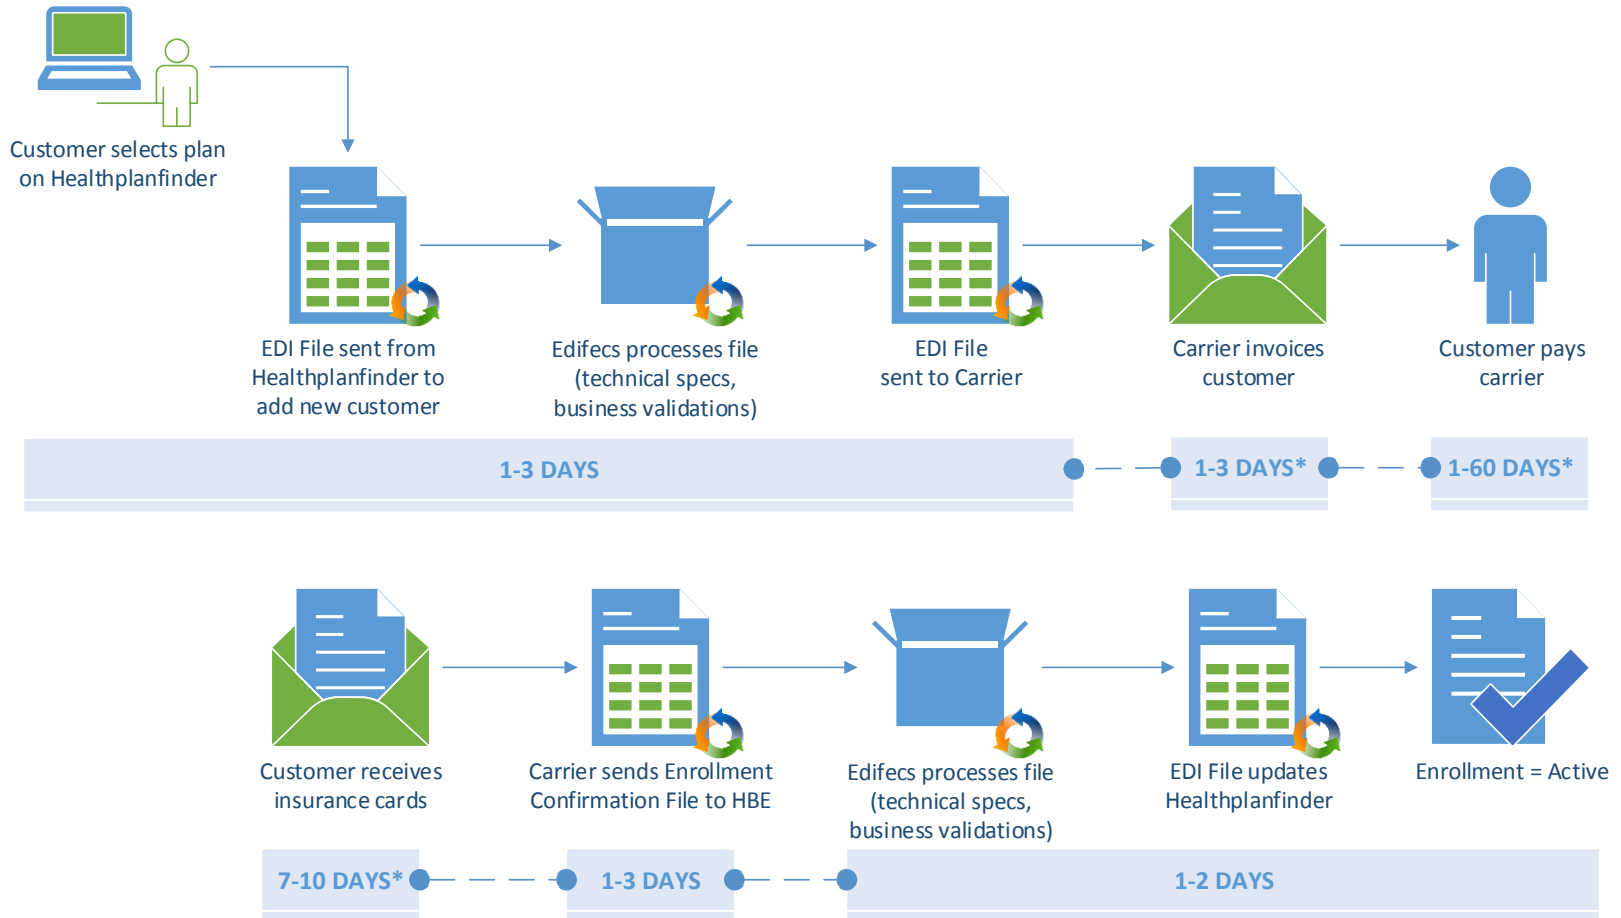 Customer selects plan
on Healthplanfinder
EDI File sent from
Healthplanfinder to
add new customer
Edifecs processes file
(technical specs,
business validations)
EDI File
sent to Carrier
Carrier invoices
customer
Customer pays
carrier
1-3 DAYS
1-3 DAYS*
1-60 DAYS*
Customer receives
insurance cards
Carrier sends Enrollment
Confirmation File to HBE
Edifecs processes file
(technical specs,
business validations)
EDI File updates
Healthplanfinder
Enrollment = Active
7-10 DAYS*
1-3 DAYS
1-2 DAYS